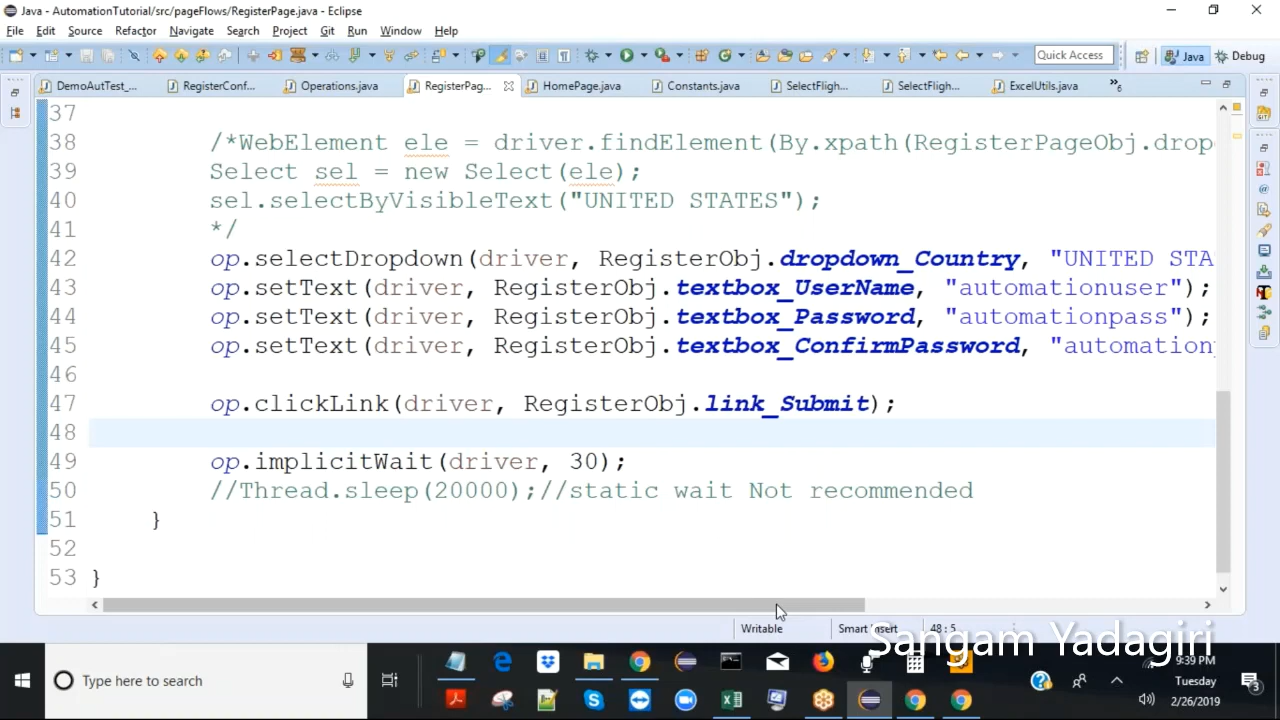 Java - AutomationTutorial/src/pageFlows/RegisterPage.java - Eclipse
File Edit Source Refactor Navigate Search Project Git Run Window Help
Quick Access Java Debug
DemoAutTest_... RegisterConf... Operations.java RegisterPag... HomePage.java Constants.java SelectFligh... SelectFligh... ExcelUtils.java »6
37
38 /*WebElement ele = driver.findElement(By.xpath(RegisterPageObj.drop
39 Select sel = new Select(ele);
40 sel.selectByVisibleText("UNITED STATES");
41 */
42 op.selectDropdown(driver, RegisterObj.dropdown_Country, "UNITED STA
43 op.setText(driver, RegisterObj.textbox_UserName, "automationuser");
44 op.setText(driver, RegisterObj.textbox_Password, "automationpass");
45 op.setText(driver, RegisterObj.textbox_ConfirmPassword, "automation
46
47 op.clickLink(driver, RegisterObj.link_Submit);
48
49 op.implicitWait(driver, 30);
50 //Thread.sleep(20000);//static wait Not recommended
51 }
52
53 }
Writable Smart Insert 48 : 5
Sangam Yadagiri
Type here to search
9:39 PM
Tuesday
2/26/2019
3